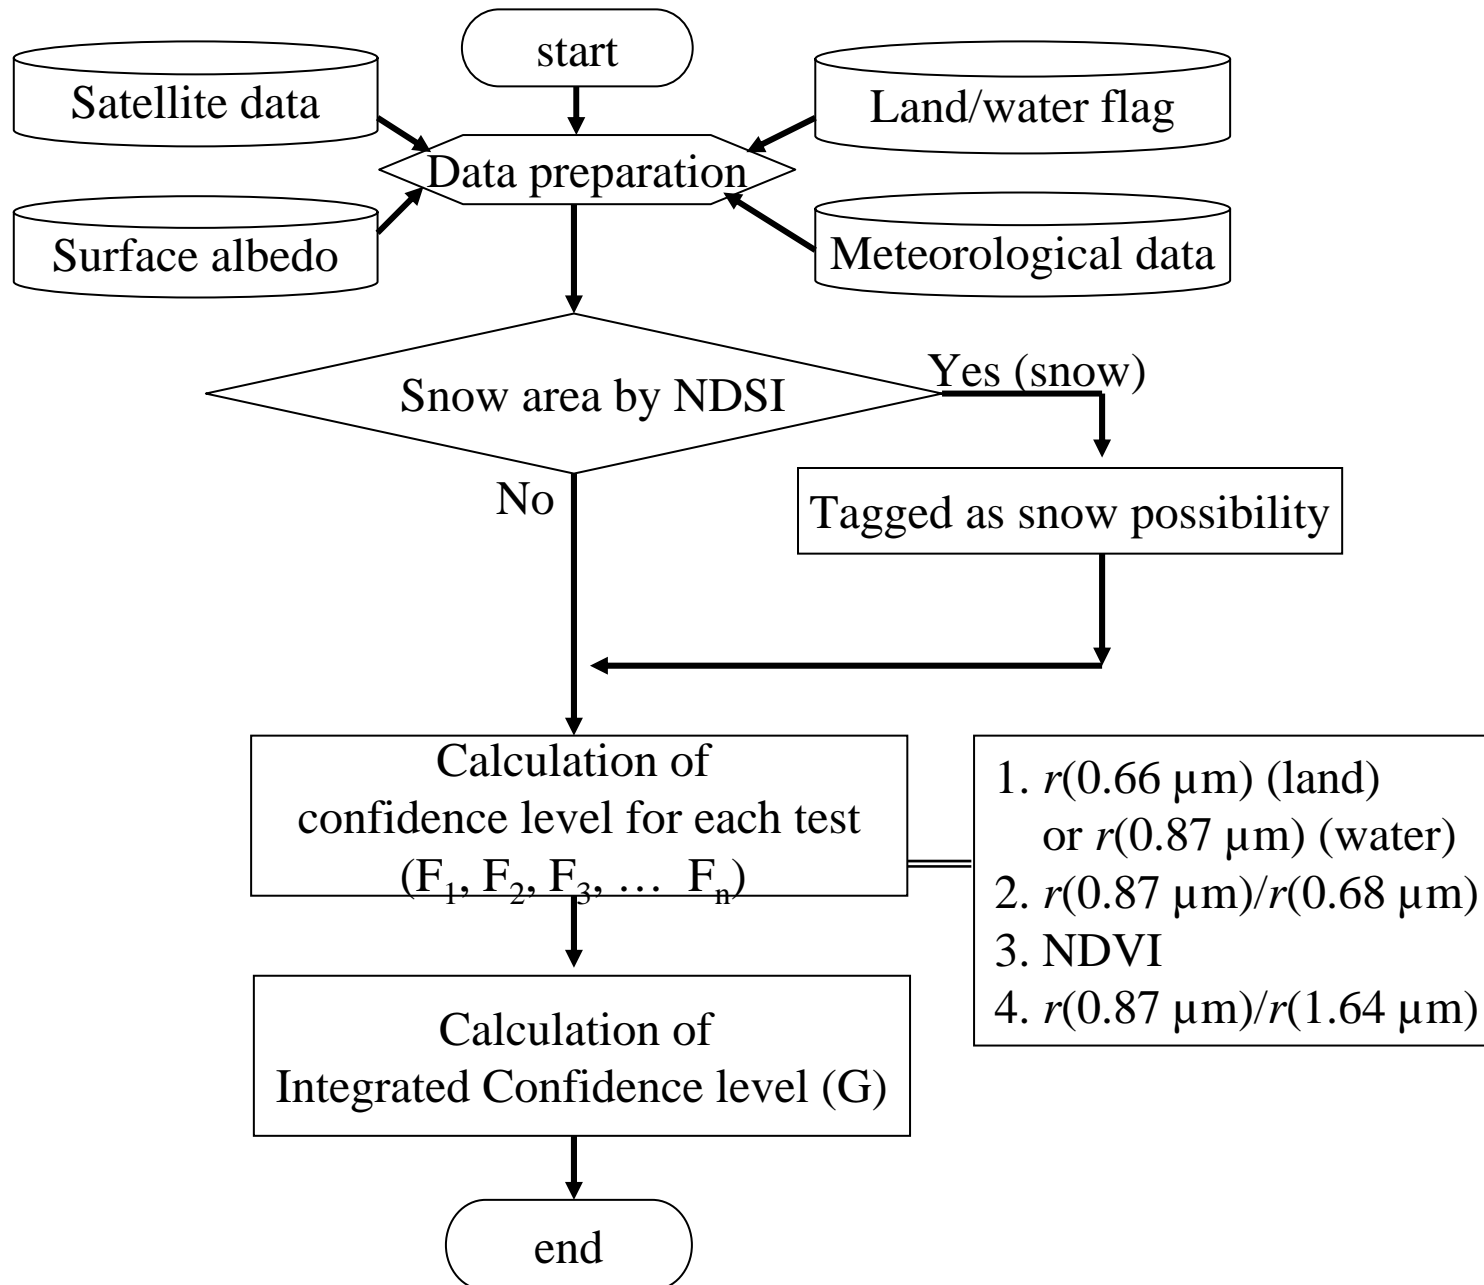 start
Satellite data
Land/water flag
Data preparation
Surface albedo
Meteorological data
Snow area by NDSI
Yes (snow)
No
Tagged as snow possibility
Calculation of
confidence level for each test
(F₁, F₂, F₃, … Fₙ)
1. r(0.66 µm) (land)
or r(0.87 µm) (water)
2. r(0.87 µm)/r(0.68 µm)
3. NDVI
4. r(0.87 µm)/r(1.64 µm)
Calculation of
Integrated Confidence level (G)
end